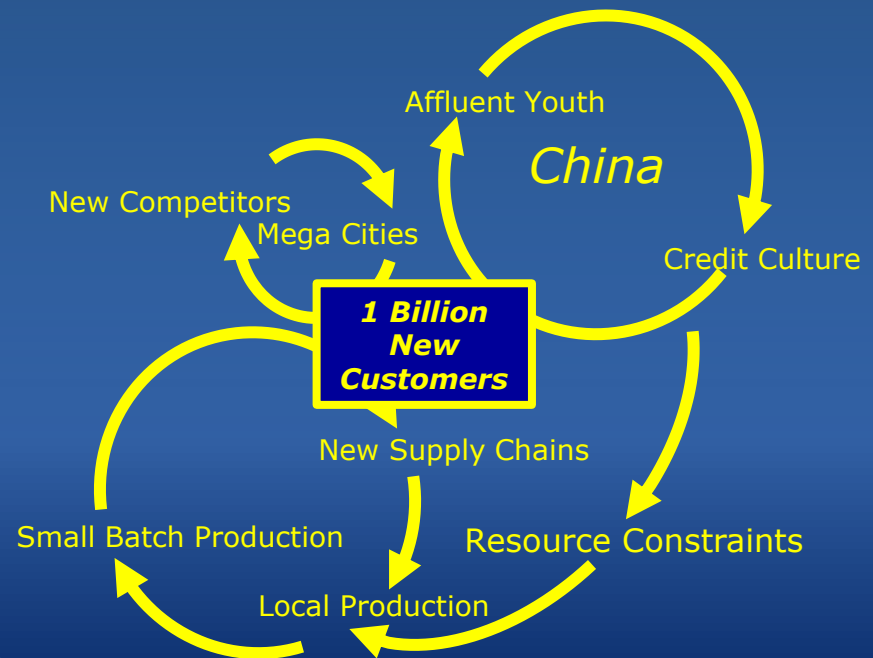 Affluent Youth
China
New Competitors
Mega Cities
Credit Culture
1 Billion
New
Customers
New Supply Chains
Small Batch Production
Resource Constraints
Local Production